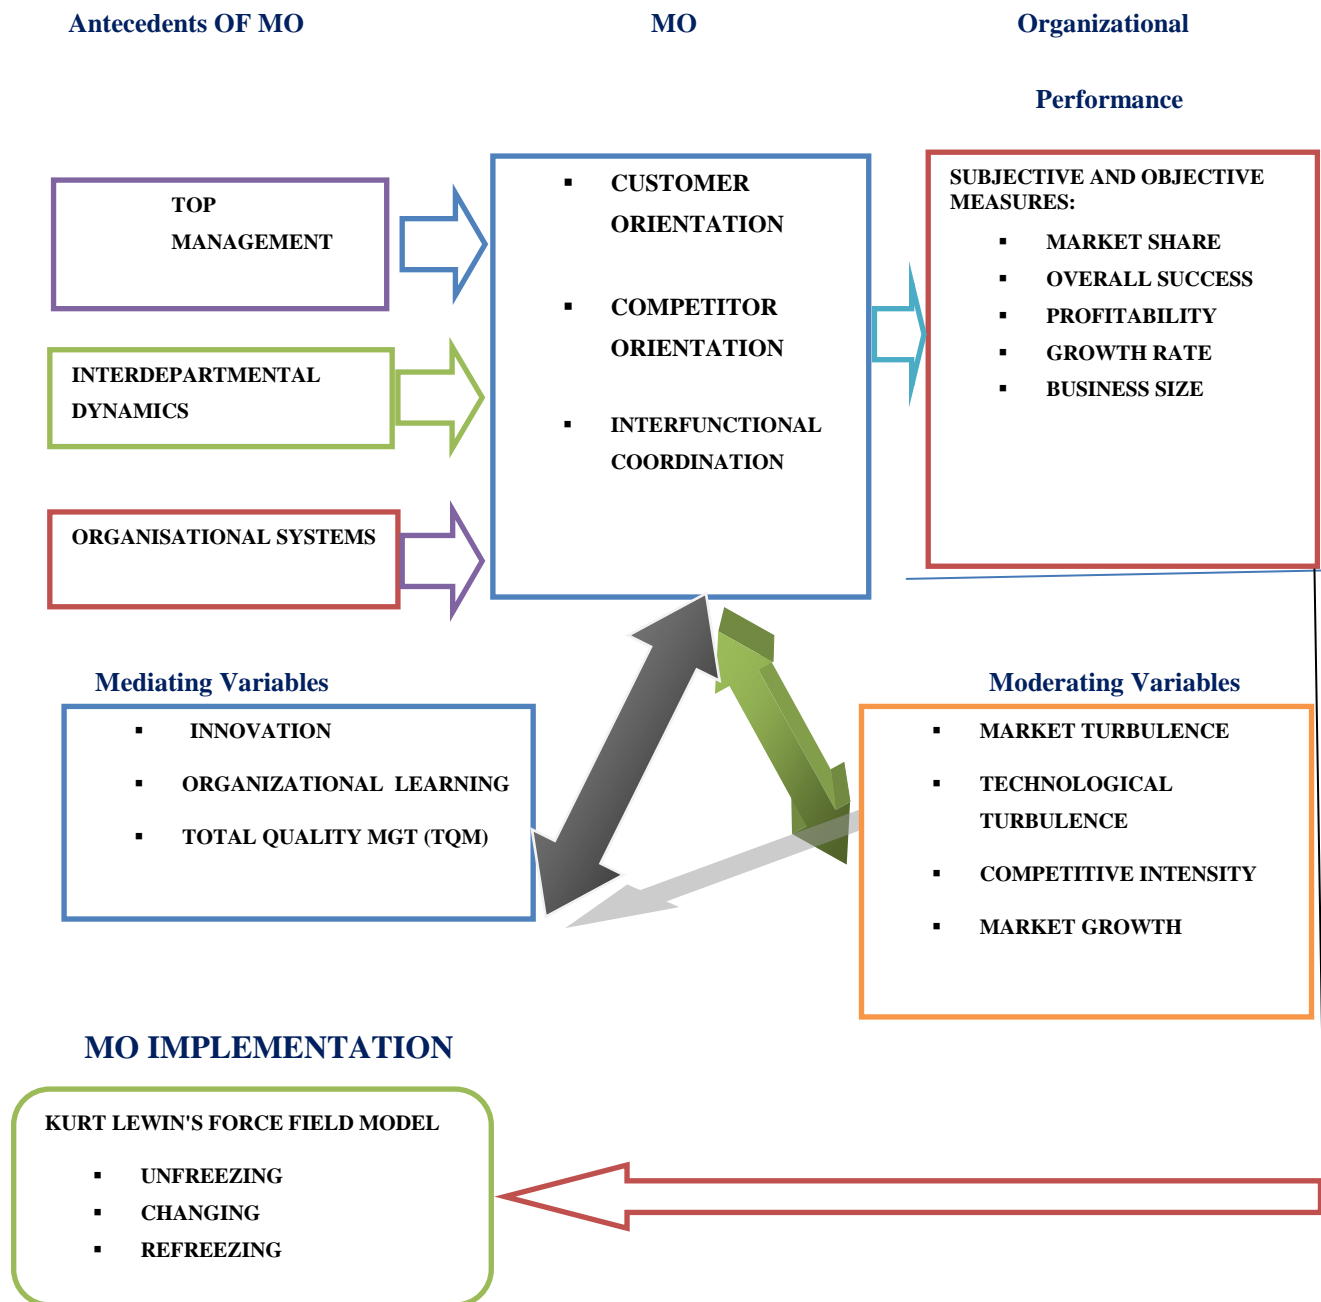 Antecedents OF MO
MO
Organizational
Performance
TOP
MANAGEMENT
INTERDEPARTMENTAL
DYNAMICS
ORGANISATIONAL SYSTEMS
▪ CUSTOMER
ORIENTATION
▪ COMPETITOR
ORIENTATION
▪ INTERFUNCTIONAL
COORDINATION
SUBJECTIVE AND OBJECTIVE
MEASURES:
▪ MARKET SHARE
▪ OVERALL SUCCESS
▪ PROFITABILITY
▪ GROWTH RATE
▪ BUSINESS SIZE
Mediating Variables
▪ INNOVATION
▪ ORGANIZATIONAL LEARNING
▪ TOTAL QUALITY MGT (TQM)
Moderating Variables
▪ MARKET TURBULENCE
▪ TECHNOLOGICAL
TURBULENCE
▪ COMPETITIVE INTENSITY
▪ MARKET GROWTH
MO IMPLEMENTATION
KURT LEWIN'S FORCE FIELD MODEL
▪ UNFREEZING
▪ CHANGING
▪ REFREEZING